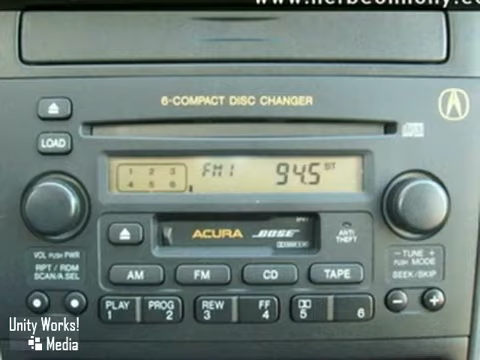 6-COMPACT DISC CHANGER
LOAD
1 2 3
4 5 6
FM1 94.5 ST
ACURA BOSE
ANTI
THEFT
VOL PUSH PWR
RPT / RDM
SCAN/A.SEL
– TUNE +
PUSH MODE
SEEK/SKIP
AM FM CD TAPE
PLAY PROG REW FF
1 2 3 4 5 6
Unity Works!
Media